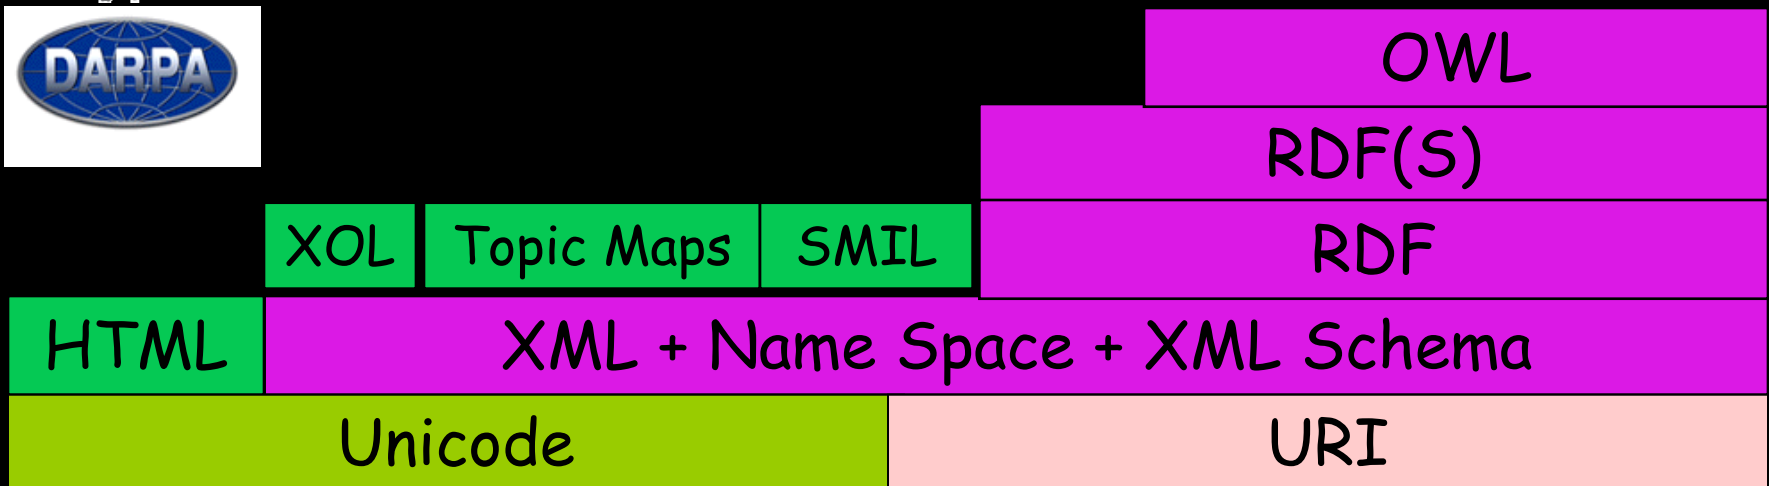 DARPA
OWL
RDF(S)
XOL Topic Maps SMIL RDF
HTML XML + Name Space + XML Schema
Unicode URI